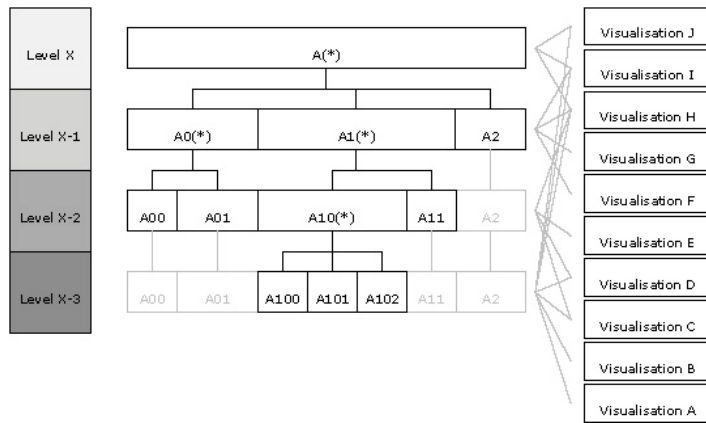 Level X
A(*)
Level X-1
A0(*) A1(*) A2
Level X-2
A00 A01 A10(*) A11 A2
Level X-3
A00 A01 A100 A101 A102 A11 A2
Visualisation J
Visualisation I
Visualisation H
Visualisation G
Visualisation F
Visualisation E
Visualisation D
Visualisation C
Visualisation B
Visualisation A